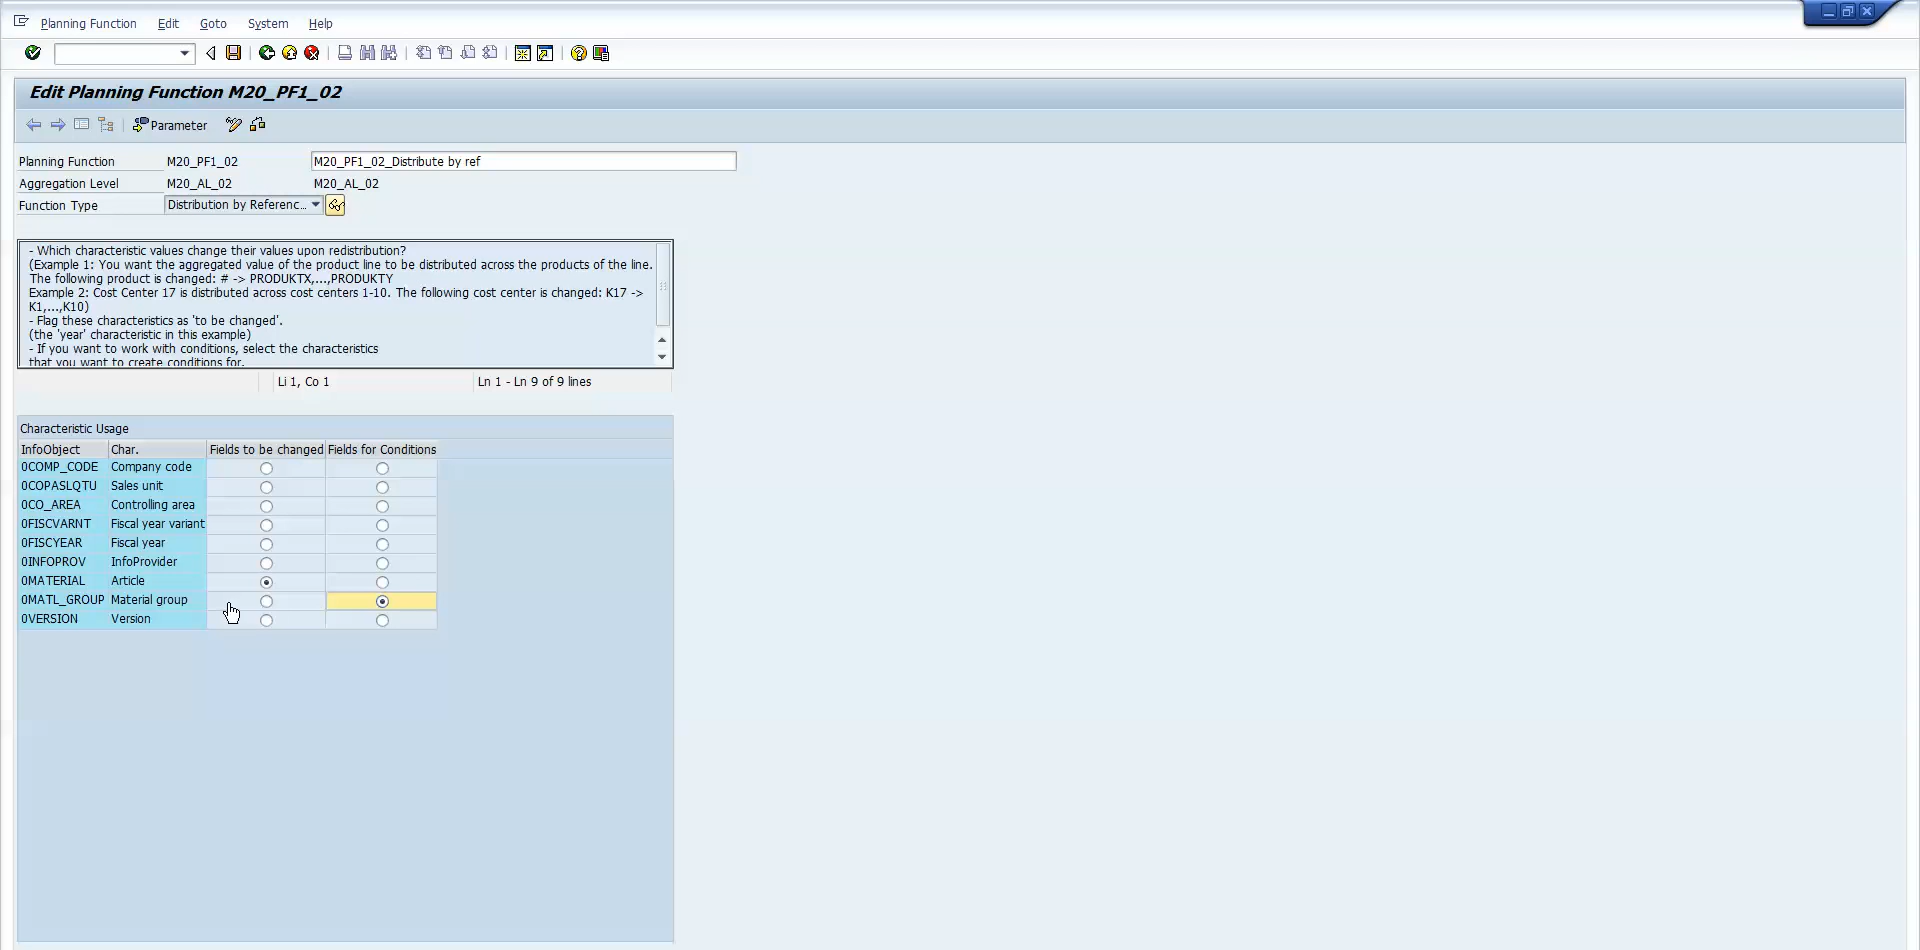 Planning Function Edit Goto System Help
Edit Planning Function M20_PF1_02
Parameter
Planning Function M20_PF1_02 M20_PF1_02_Distribute by ref
Aggregation Level M20_AL_02 M20_AL_02
Function Type Distribution by Referenc...
- Which characteristic values change their values upon redistribution?
(Example 1: You want the aggregated value of the product line to be distributed across the products of the line.
The following product is changed: # -> PRODUKTX,...,PRODUKTY
Example 2: Cost Center 17 is distributed across cost centers 1-10. The following cost center is changed: K17 ->
K1,...,K10)
- Flag these characteristics as 'to be changed'.
(the 'year' characteristic in this example)
- If you want to work with conditions, select the characteristics
that you want to create conditions for.
Li 1, Co 1 Ln 1 - Ln 9 of 9 lines
Characteristic Usage
InfoObject Char. Fields to be changed Fields for Conditions
0COMP_CODE Company code
0COPASLQTU Sales unit
0CO_AREA Controlling area
0FISCVARNT Fiscal year variant
0FISCYEAR Fiscal year
0INFOPROV InfoProvider
0MATERIAL Article
0MATL_GROUP Material group
0VERSION Version